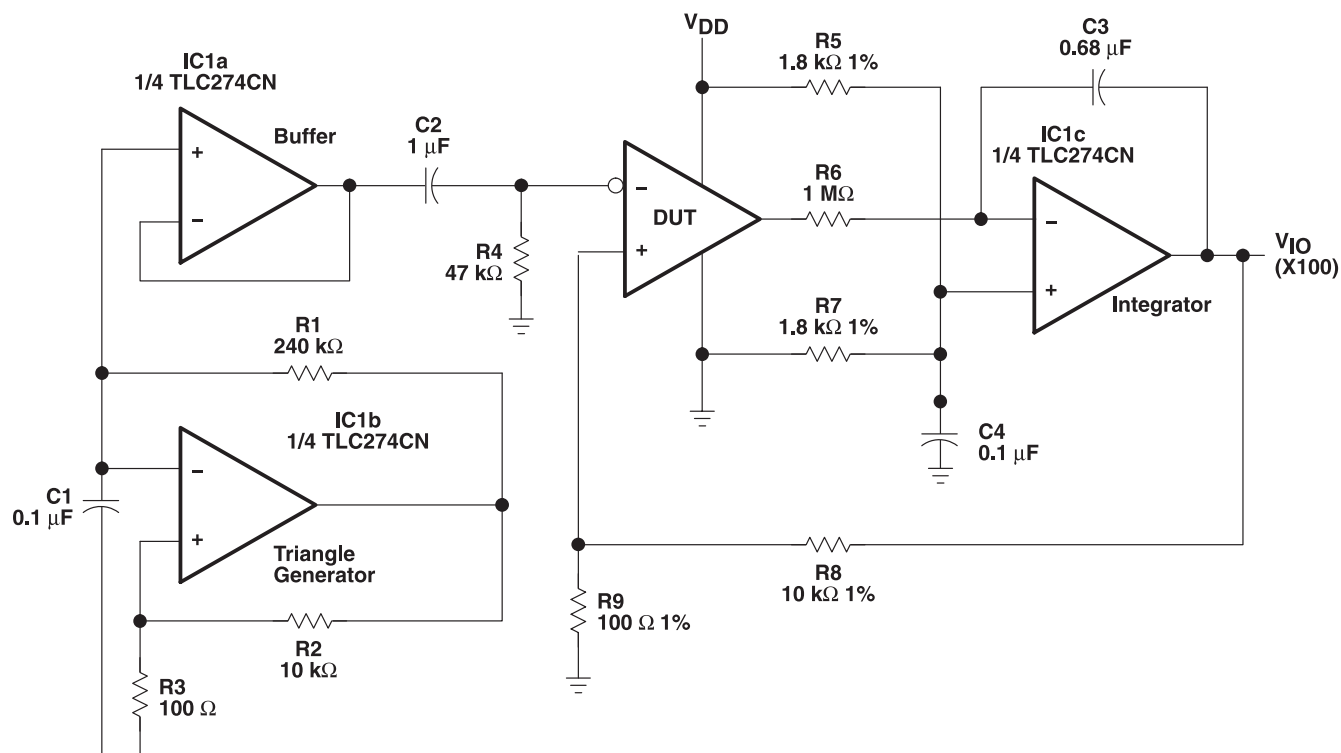 IC1a
1/4 TLC274CN
+
−
Buffer
C2
1 µF
R4
47 kΩ
R1
240 kΩ
IC1b
1/4 TLC274CN
−
+
C1
0.1 µF
Triangle
Generator
R2
10 kΩ
R3
100 Ω
VDD
−
DUT
+
R5
1.8 kΩ 1%
R6
1 MΩ
R7
1.8 kΩ 1%
C3
0.68 µF
IC1c
1/4 TLC274CN
−
+
Integrator
VIO
(X100)
C4
0.1 µF
R8
10 kΩ 1%
R9
100 Ω 1%